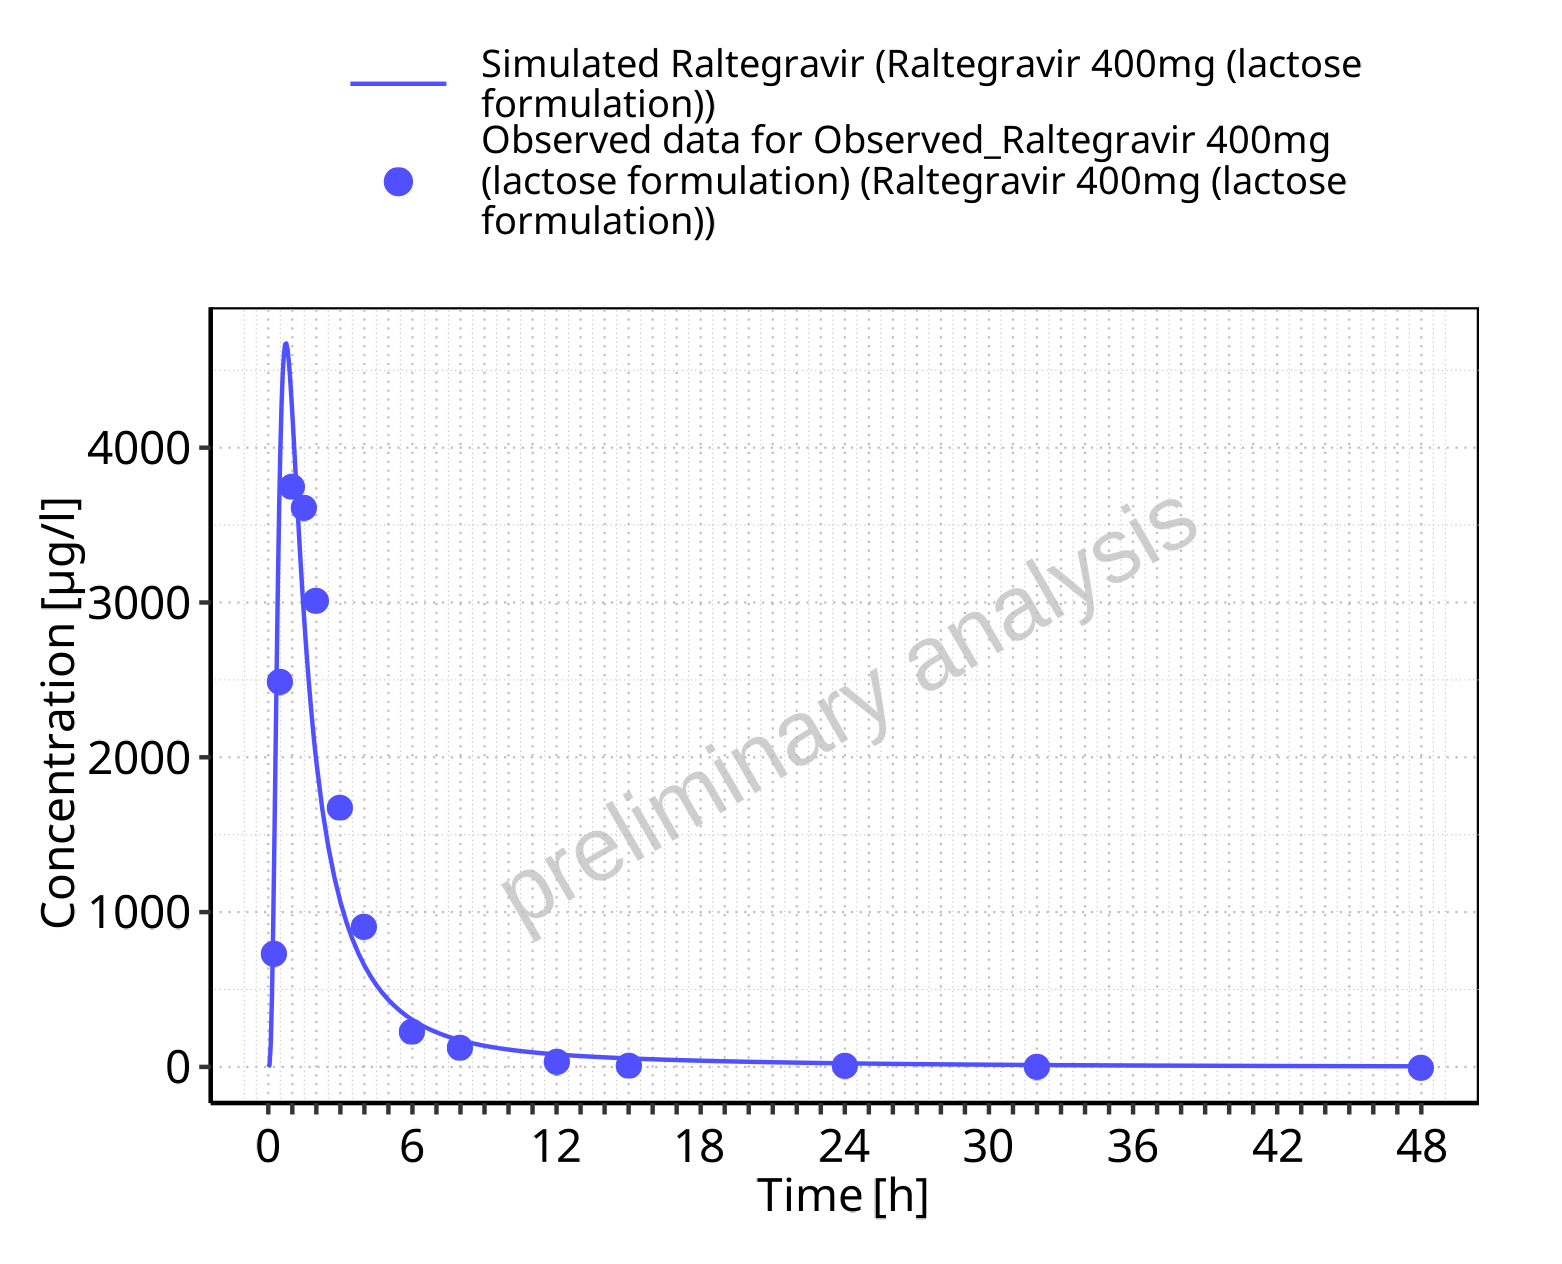 Simulated Raltegravir (Raltegravir 400mg (lactose
formulation))
Observed data for Observed_Raltegravir 400mg
(lactose formulation) (Raltegravir 400mg (lactose
formulation))
Concentration [µg/l]
4000
3000
2000
1000
0
preliminary analysis
0 6 12 18 24 30 36 42 48
Time [h]